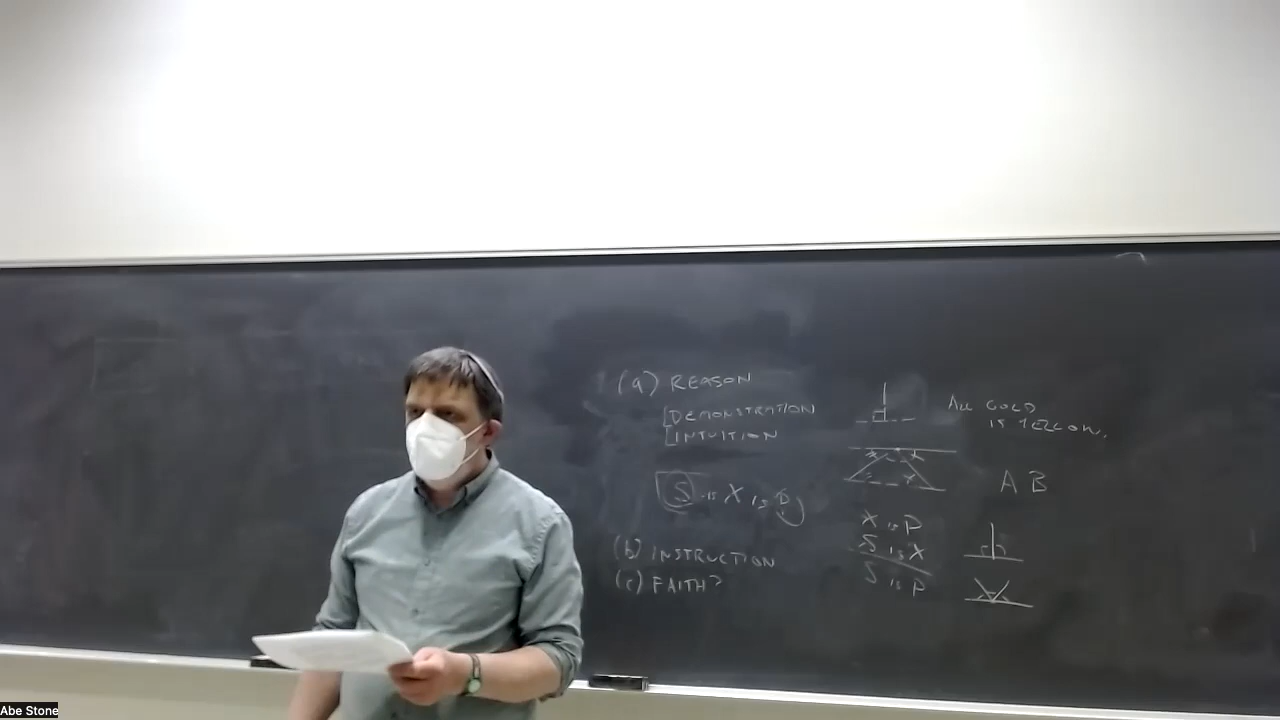 (a) REASON
DEMONSTRATION
INTUITION
S is X is P
(b) INSTRUCTION
(c) FAITH?
ALL GOLD
IS YELLOW.
A B
X is P
S is X
S is P
Abe Stone